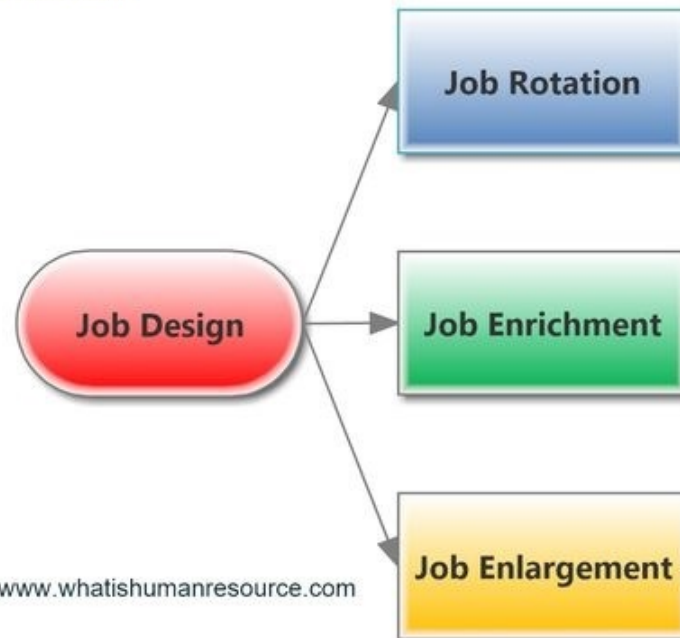 Job Rotation
Job Design
Job Enrichment
Job Enlargement
www.whatishumanresource.com